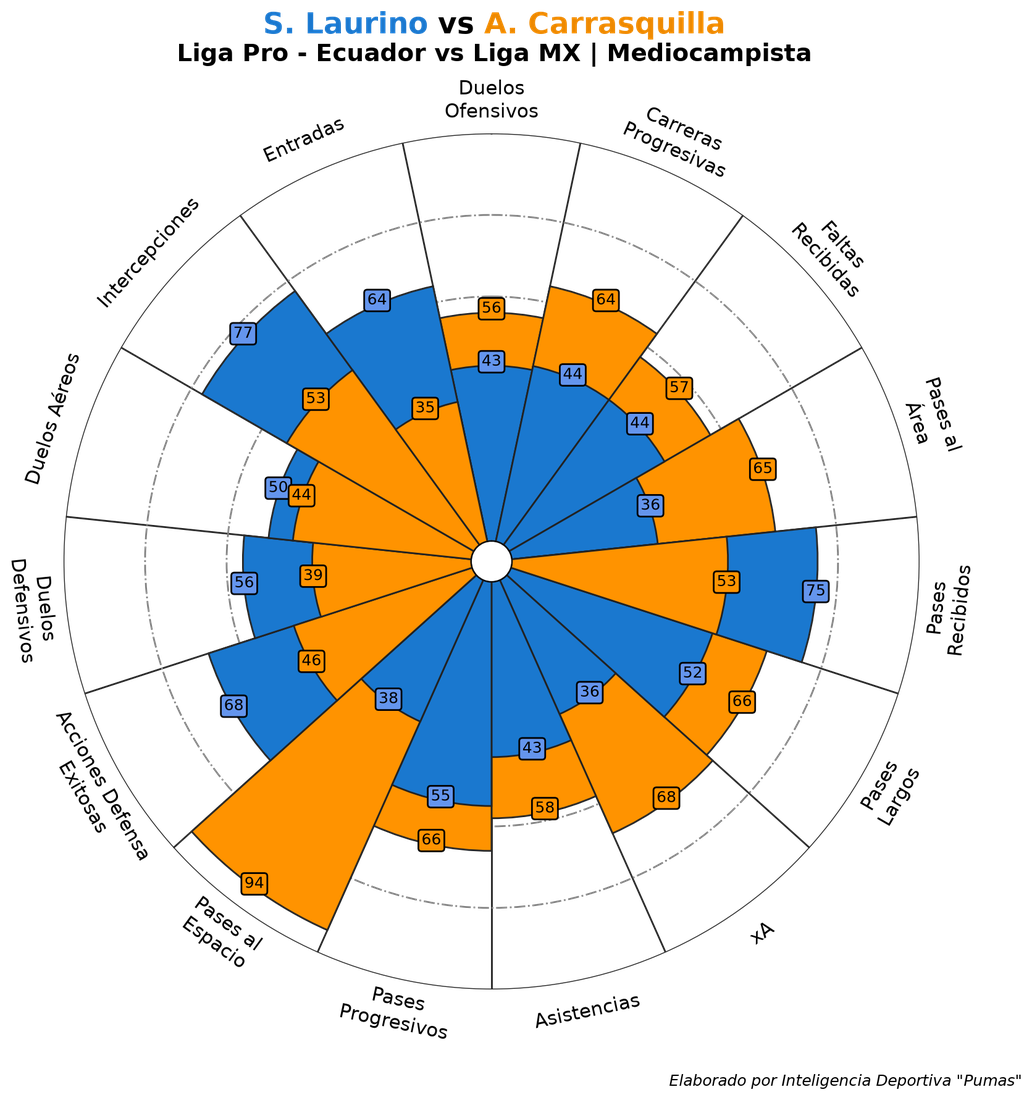 S. Laurino vs A. Carrasquilla
Liga Pro - Ecuador vs Liga MX | Mediocampista
Duelos
Ofensivos
56
43
Carreras
Progresivas
64
44
Faltas
Recibidas
57
44
Pases al
Área
65
36
Pases
Recibidos
53
75
Pases
Largos
52
66
xA
36
68
Asistencias
43
58
Pases
Progresivos
55
66
Pases al
Espacio
38
94
Acciones Defensa
Exitosas
46
68
Duelos
Defensivos
56
39
Duelos Aéreos
50
44
Intercepciones
77
53
Entradas
64
35
Elaborado por Inteligencia Deportiva "Pumas"